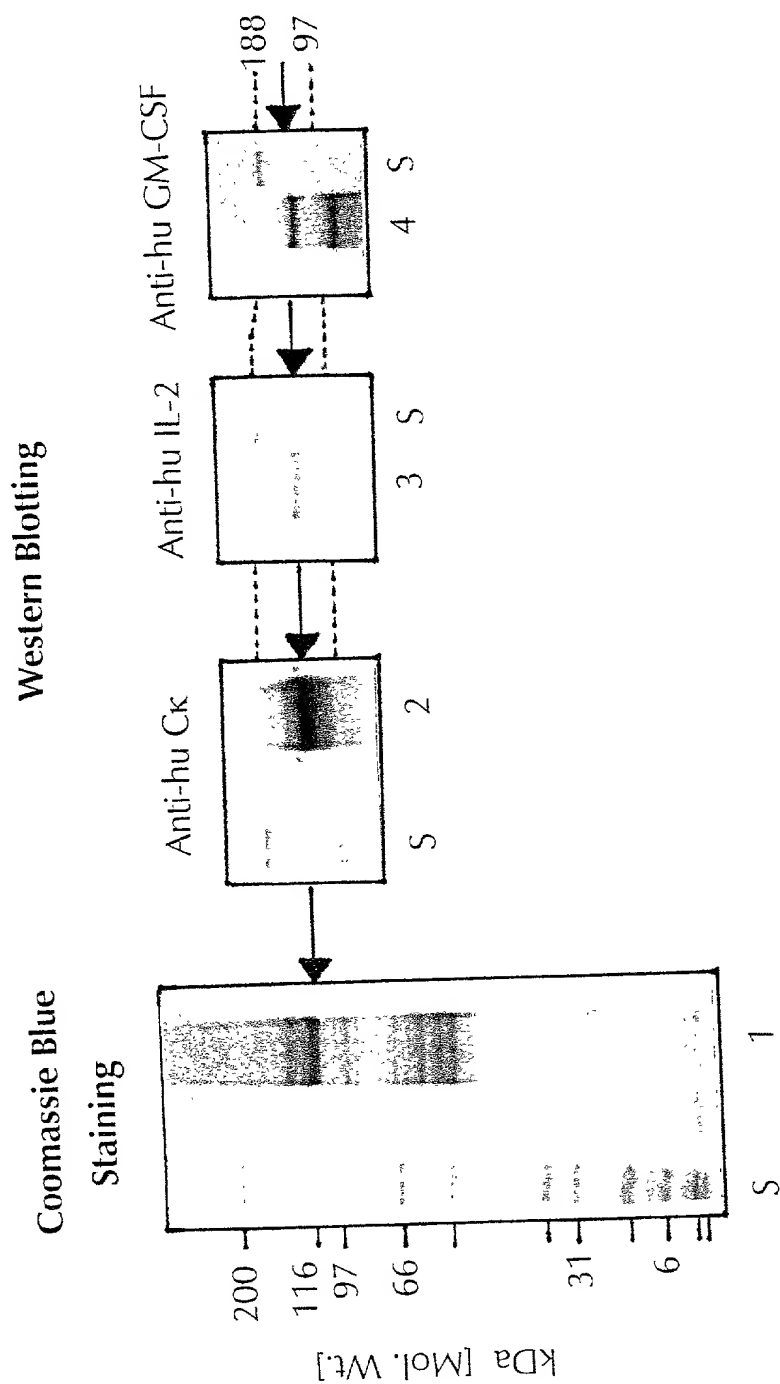 Western Blotting
Coomassie Blue
Staining
Anti-hu Cκ
Anti-hu IL-2
Anti-hu GM-CSF
188
97
kDa [Mol. Wt.]
200
116
97
66
31
6
S
1
S
2
3
S
4
S